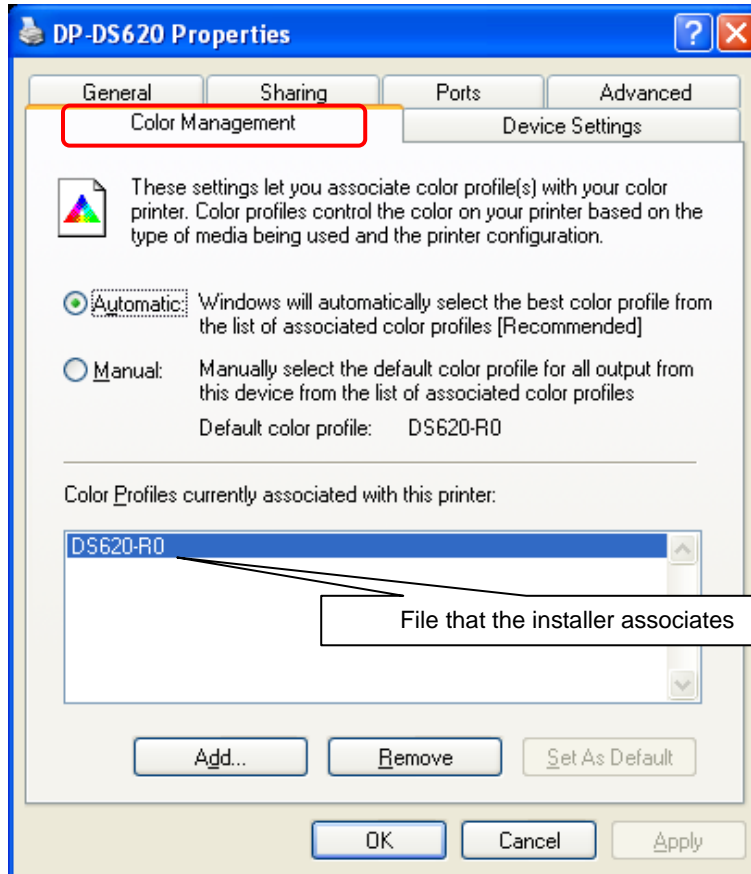 DP-DS620 Properties
General Sharing Ports Advanced
Color Management Device Settings
These settings let you associate color profile(s) with your color
printer. Color profiles control the color on your printer based on the
type of media being used and the printer configuration.
Automatic: Windows will automatically select the best color profile from
the list of associated color profiles [Recommended]
Manual: Manually select the default color profile for all output from
this device from the list of associated color profiles
Default color profile: DS620-R0
Color Profiles currently associated with this printer:
DS620-R0
File that the installer associates
Add... Remove Set As Default
OK Cancel Apply